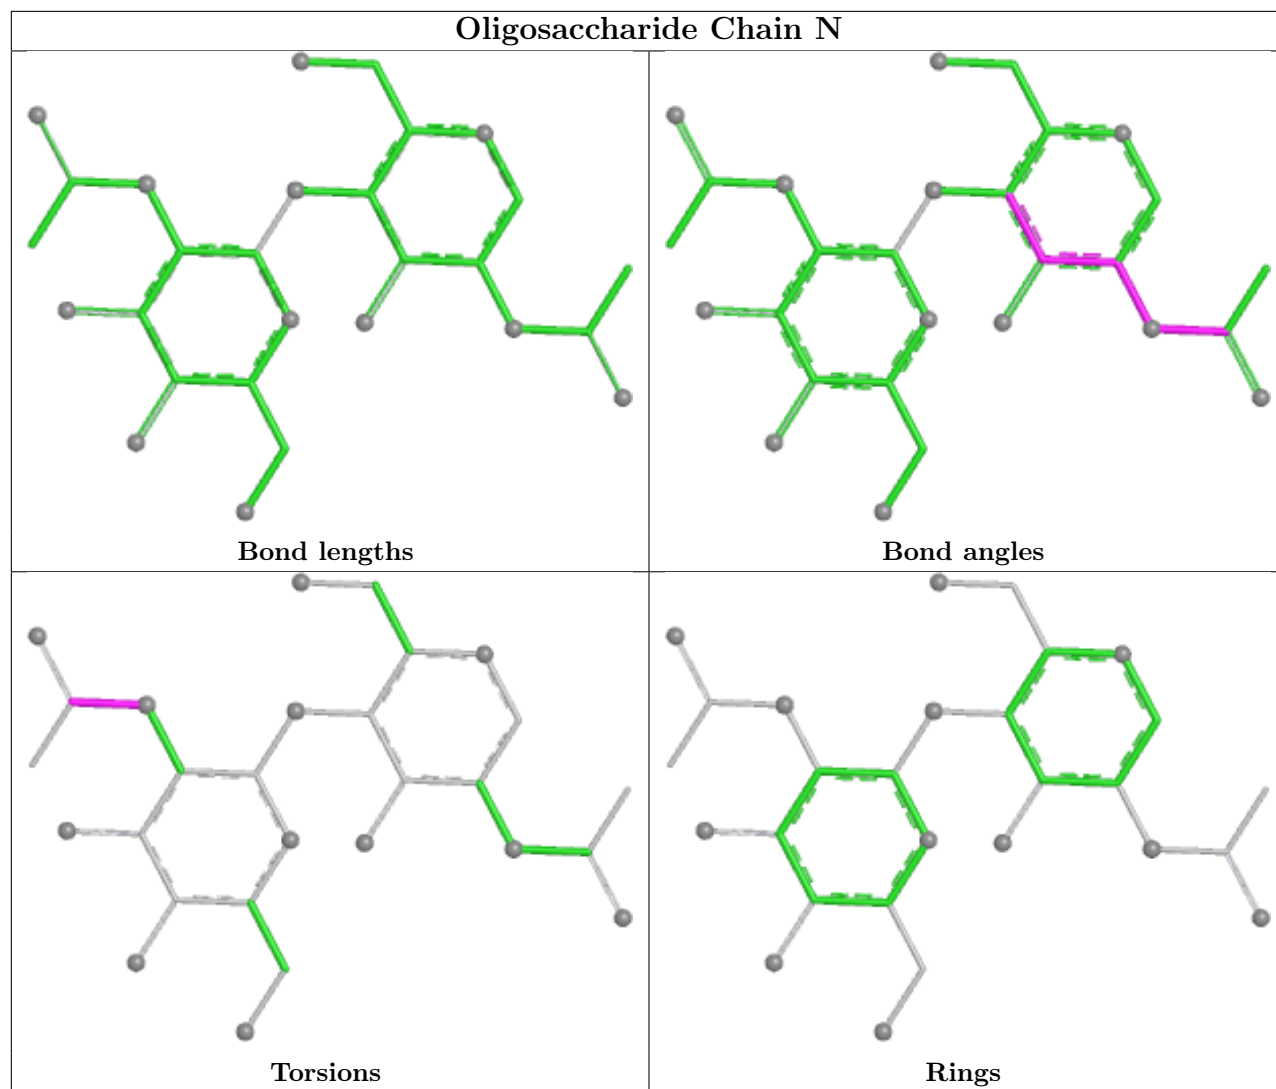 Oligosaccharide Chain N
Bond lengths
Bond angles
Torsions
Rings